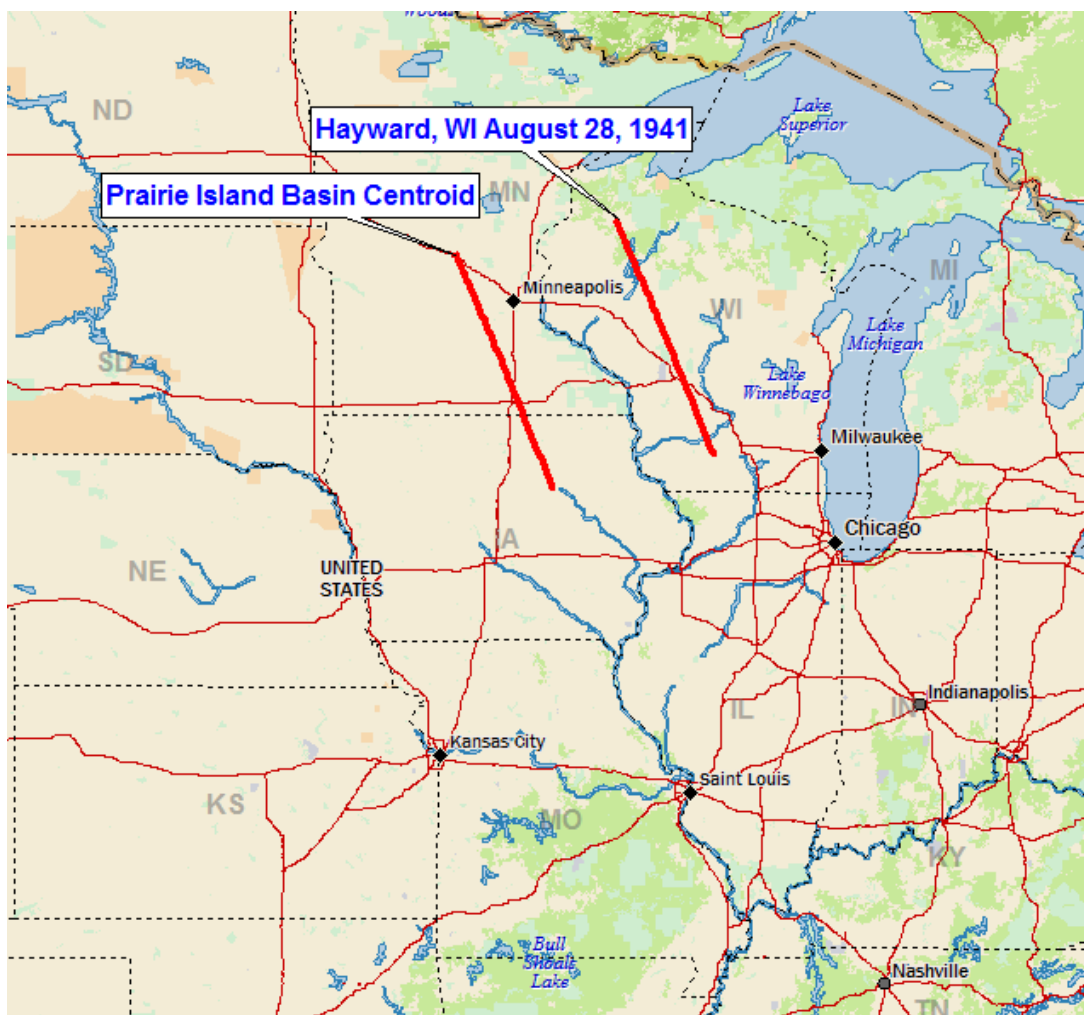 Woods
ND
Lake
Superior
Hayward, WI August 28, 1941
MN
Prairie Island Basin Centroid
MI
Minneapolis
WI
Lake
Michigan
SD
Lake
Winnebago
Milwaukee
Chicago
IA
NE
UNITED
STATES
Indianapolis
IL
IN
Kansas City
Saint Louis
KS
MO
KY
Bull
Shoals
Lake
Nashville
TN